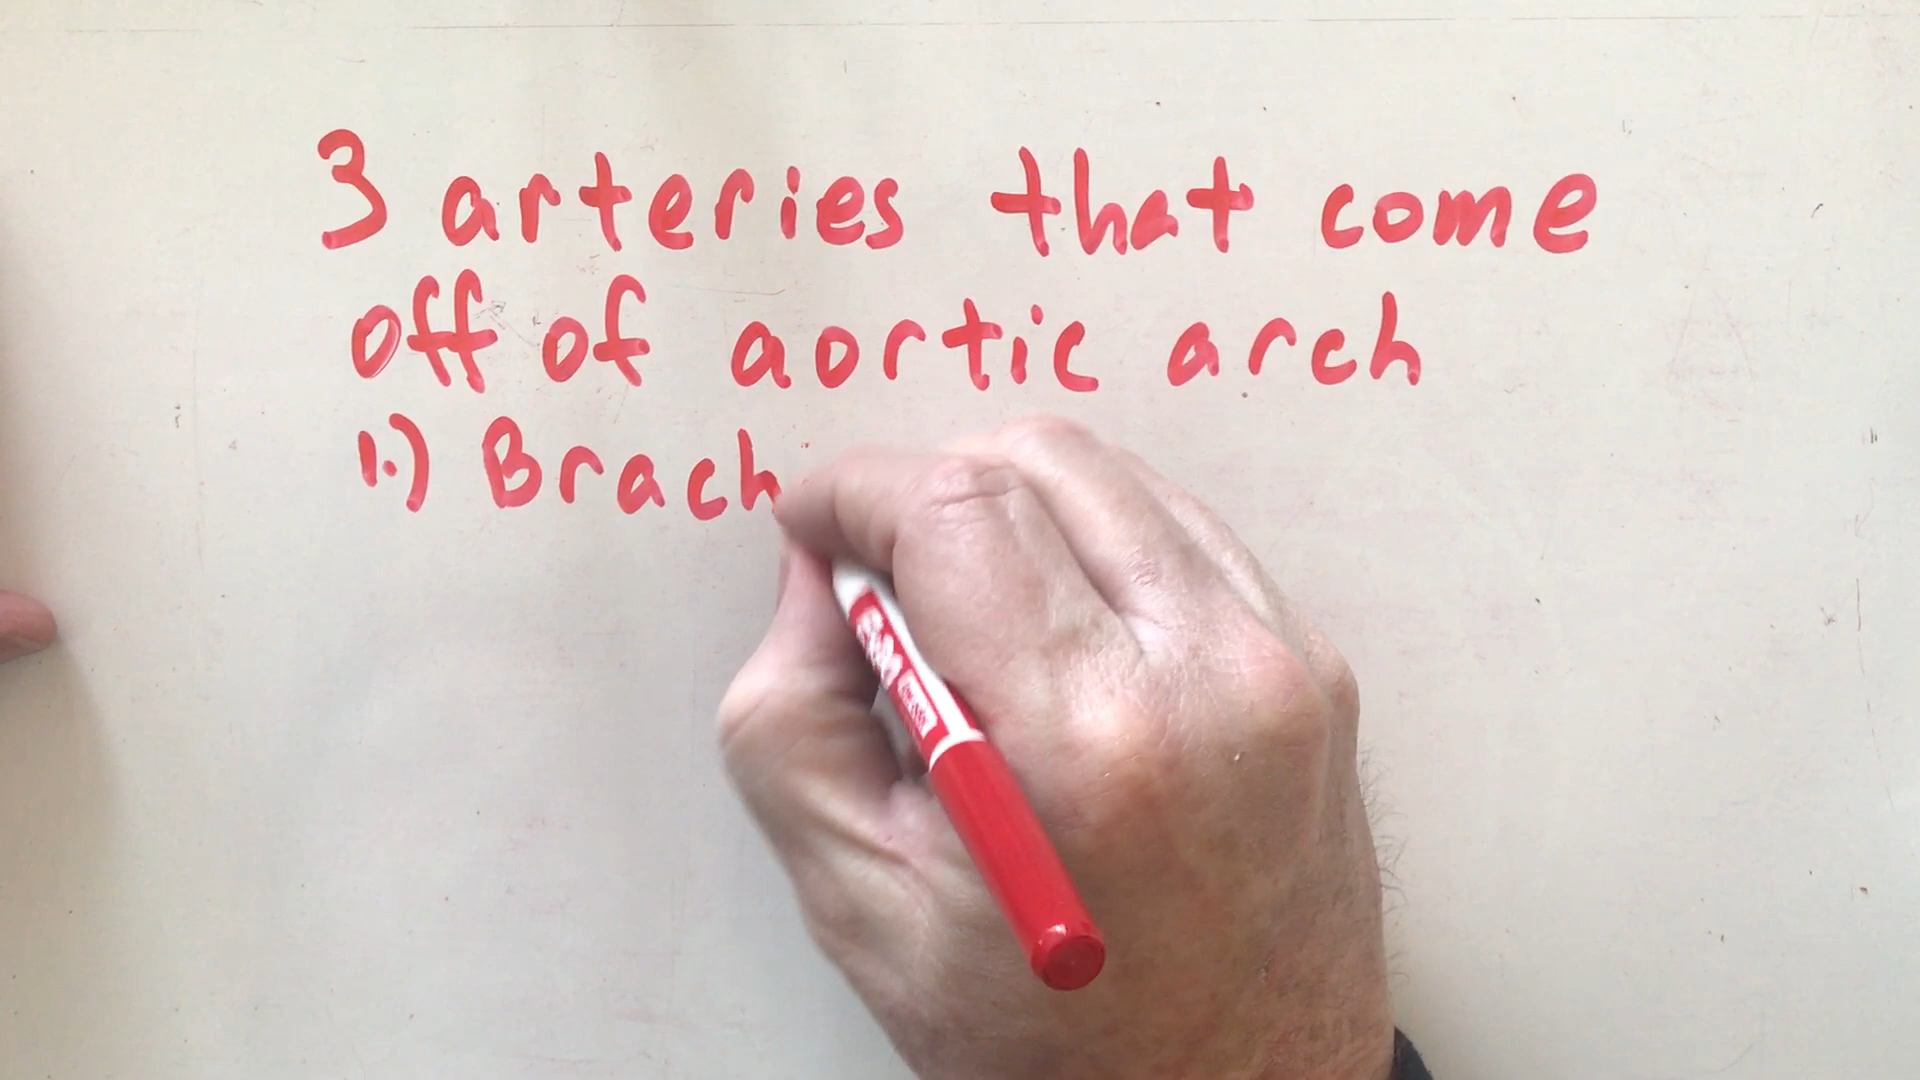 3 arteries that come
off of aortic arch
1.) Brach